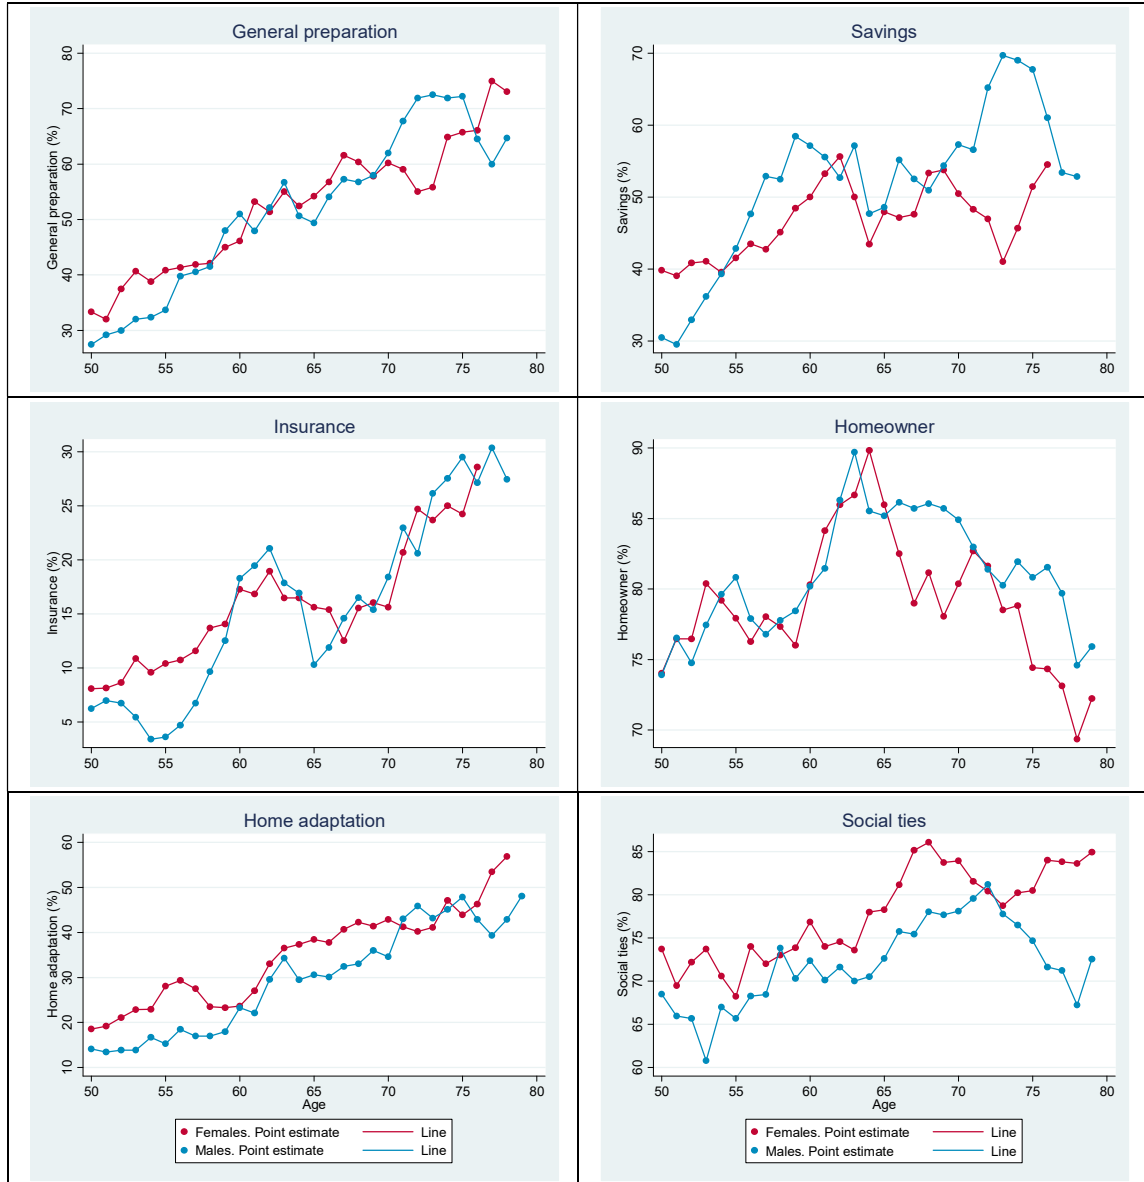 General preparation
General preparation (%)
80
70
60
50
40
30
50 55 60 65 70 75 80
Savings
Savings (%)
70
60
50
40
30
50 55 60 65 70 75 80
Insurance
Insurance (%)
30
25
20
15
10
5
50 55 60 65 70 75 80
Homeowner
Homeowner (%)
90
85
80
75
70
50 55 60 65 70 75 80
Home adaptation
Home adaptation (%)
60
50
40
30
20
10
50 55 60 65 70 75 80
Age
Females. Point estimate Line
Males. Point estimate Line
Social ties
Social ties (%)
85
80
75
70
65
60
50 55 60 65 70 75 80
Age
Females. Point estimate Line
Males. Point estimate Line